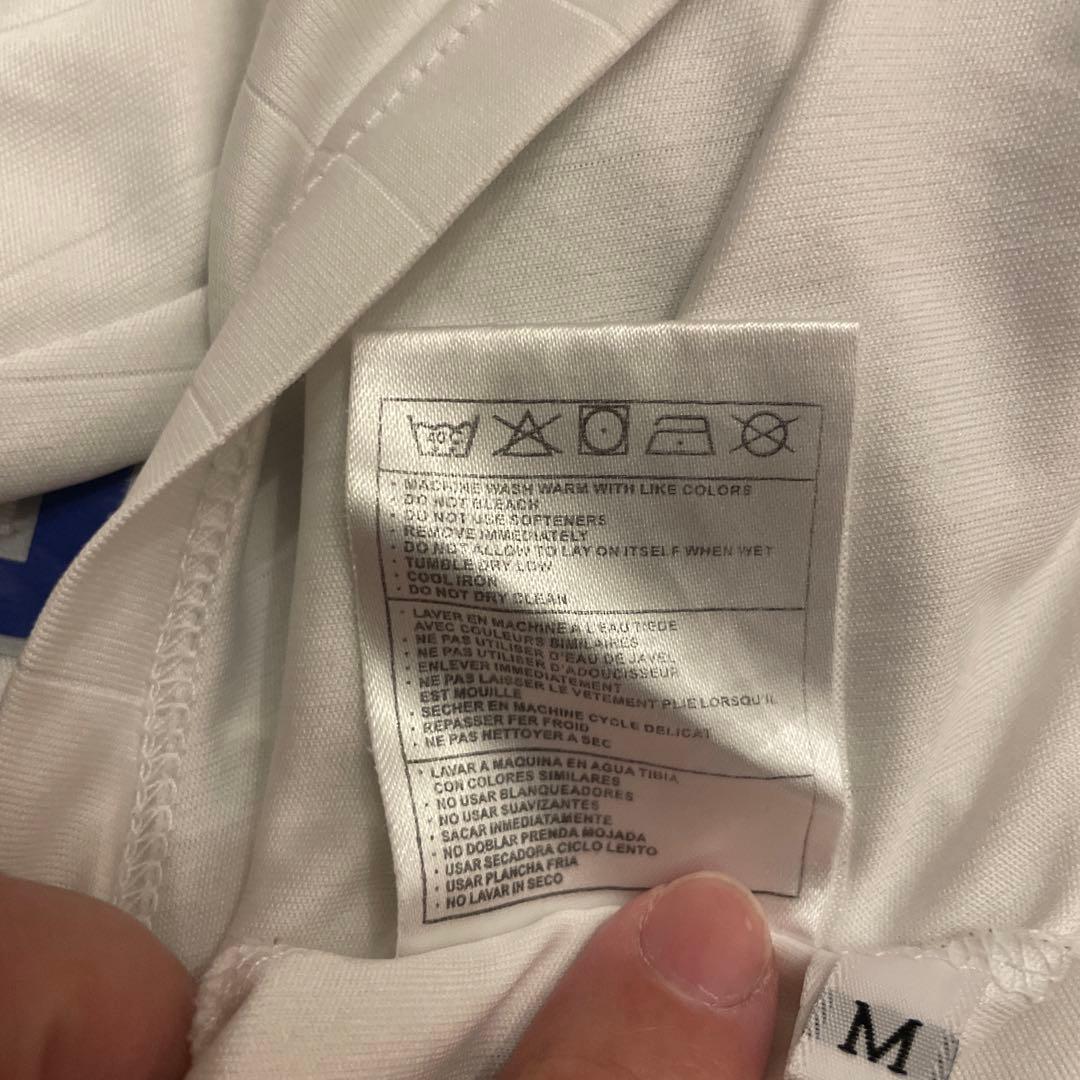 40F
· MACHINE WASH WARM WITH LIKE COLORS
· DO NOT BLEACH
· DO NOT USE SOFTENERS
· REMOVE IMMEDIATELY
· DO NOT ALLOW TO LAY ON ITSELF WHEN WET
· TUMBLE DRY LOW
· COOL IRON
· DO NOT DRY CLEAN
· LAVER EN MACHINE A L'EAU TIEDE
AVEC COULEURS SIMILAIRES
· NE PAS UTILISER D'EAU DE JAVEL
· NE PAS UTILISER D'ADOUCISSEUR
· ENLEVER IMMEDIATEMENT
· NE PAS LAISSER LE VETEMENT PLIE LORSQU'IL
EST MOUILLE
· SECHER EN MACHINE CYCLE DELICAT
· REPASSER FER FROID
· NE PAS NETTOYER A SEC
· LAVAR A MAQUINA EN AGUA TIBIA
CON COLORES SIMILARES
· NO USAR BLANQUEADORES
· NO USAR SUAVIZANTES
· SACAR INMEDIATAMENTE
· NO DOBLAR PRENDA MOJADA
· USAR SECADORA CICLO LENTO
· USAR PLANCHA FRIA
· NO LAVAR IN SECO
M